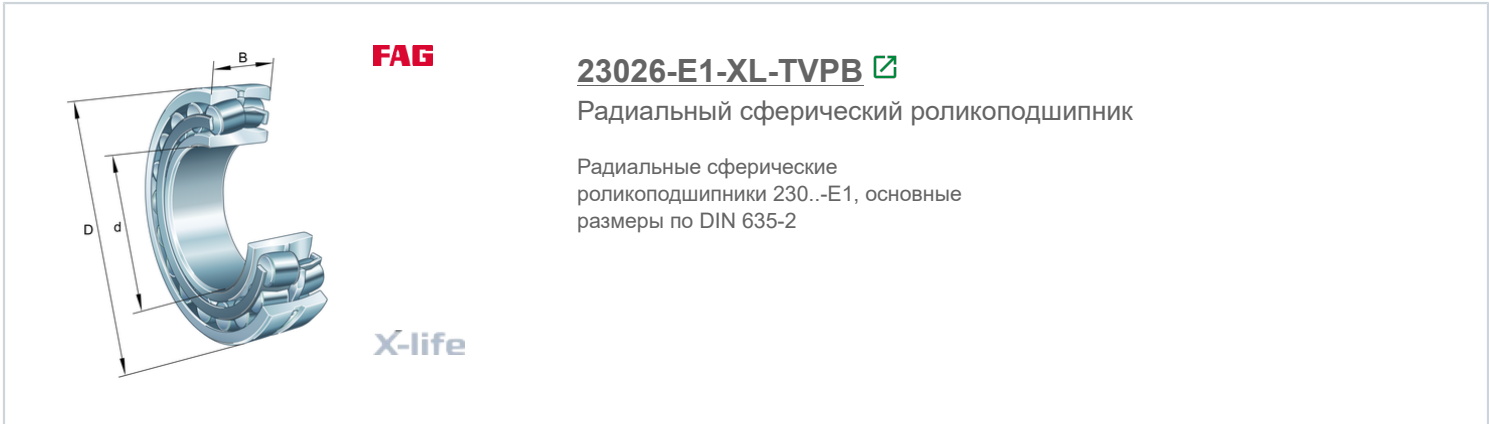 FAG
B
D
d
X-life
23026-E1-XL-TVPB
Радиальный сферический роликоподшипник
Радиальные сферические
роликоподшипники 230..-E1, основные
размеры по DIN 635-2